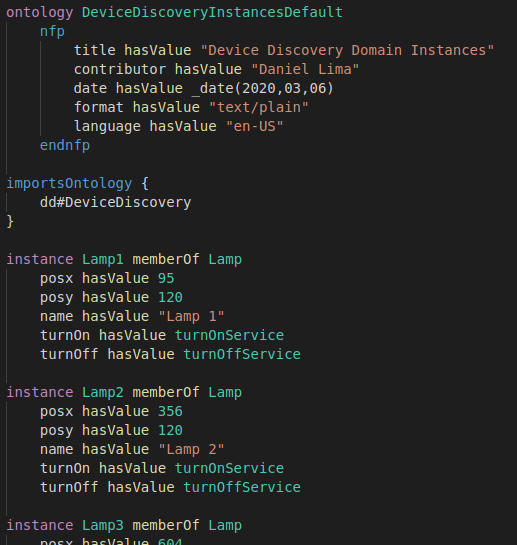 ontology DeviceDiscoveryInstancesDefault
nfp
title hasValue "Device Discovery Domain Instances"
contributor hasValue "Daniel Lima"
date hasValue _date(2020,03,06)
format hasValue "text/plain"
language hasValue "en-US"
endnfp
importsOntology {
dd#DeviceDiscovery
}
instance Lamp1 memberOf Lamp
posx hasValue 95
posy hasValue 120
name hasValue "Lamp 1"
turnOn hasValue turnOnService
turnOff hasValue turnOffService
instance Lamp2 memberOf Lamp
posx hasValue 356
posy hasValue 120
name hasValue "Lamp 2"
turnOn hasValue turnOnService
turnOff hasValue turnOffService
instance Lamp3 memberOf Lamp
posx hasValue 604